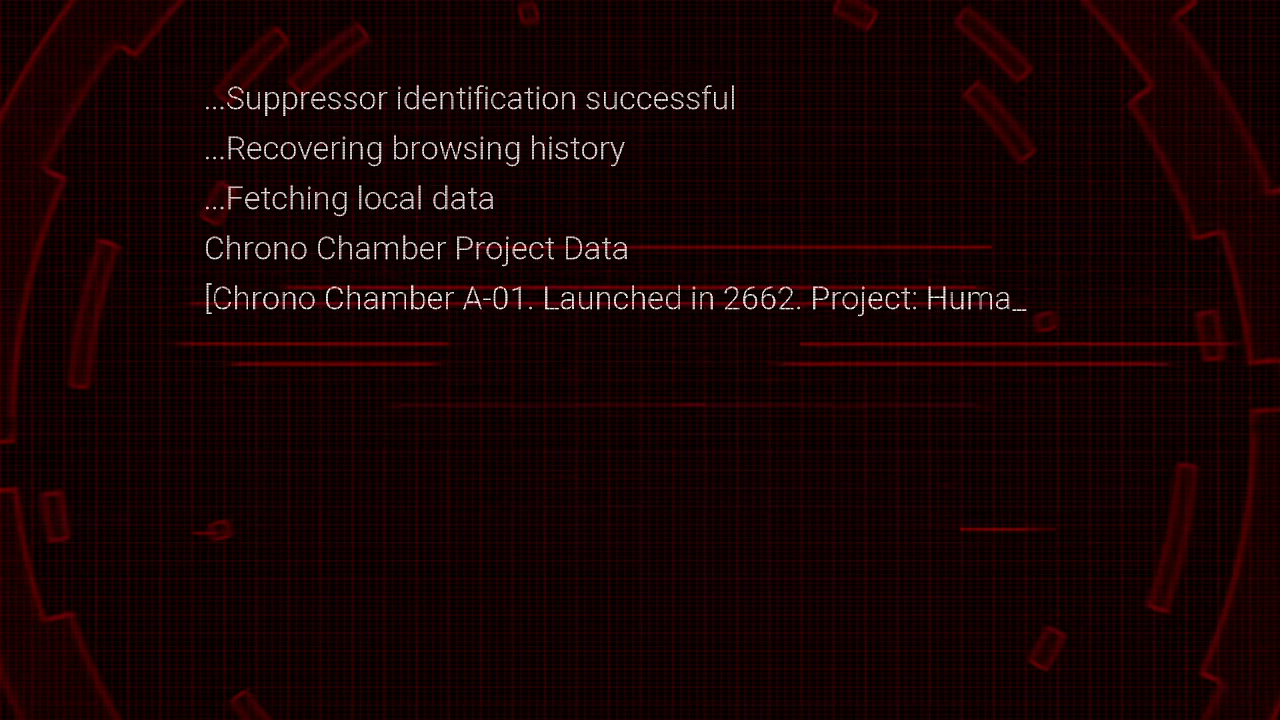 ...Suppressor identification successful
...Recovering browsing history
...Fetching local data
Chrono Chamber Project Data
[Chrono Chamber A-01. Launched in 2662. Project: Huma_